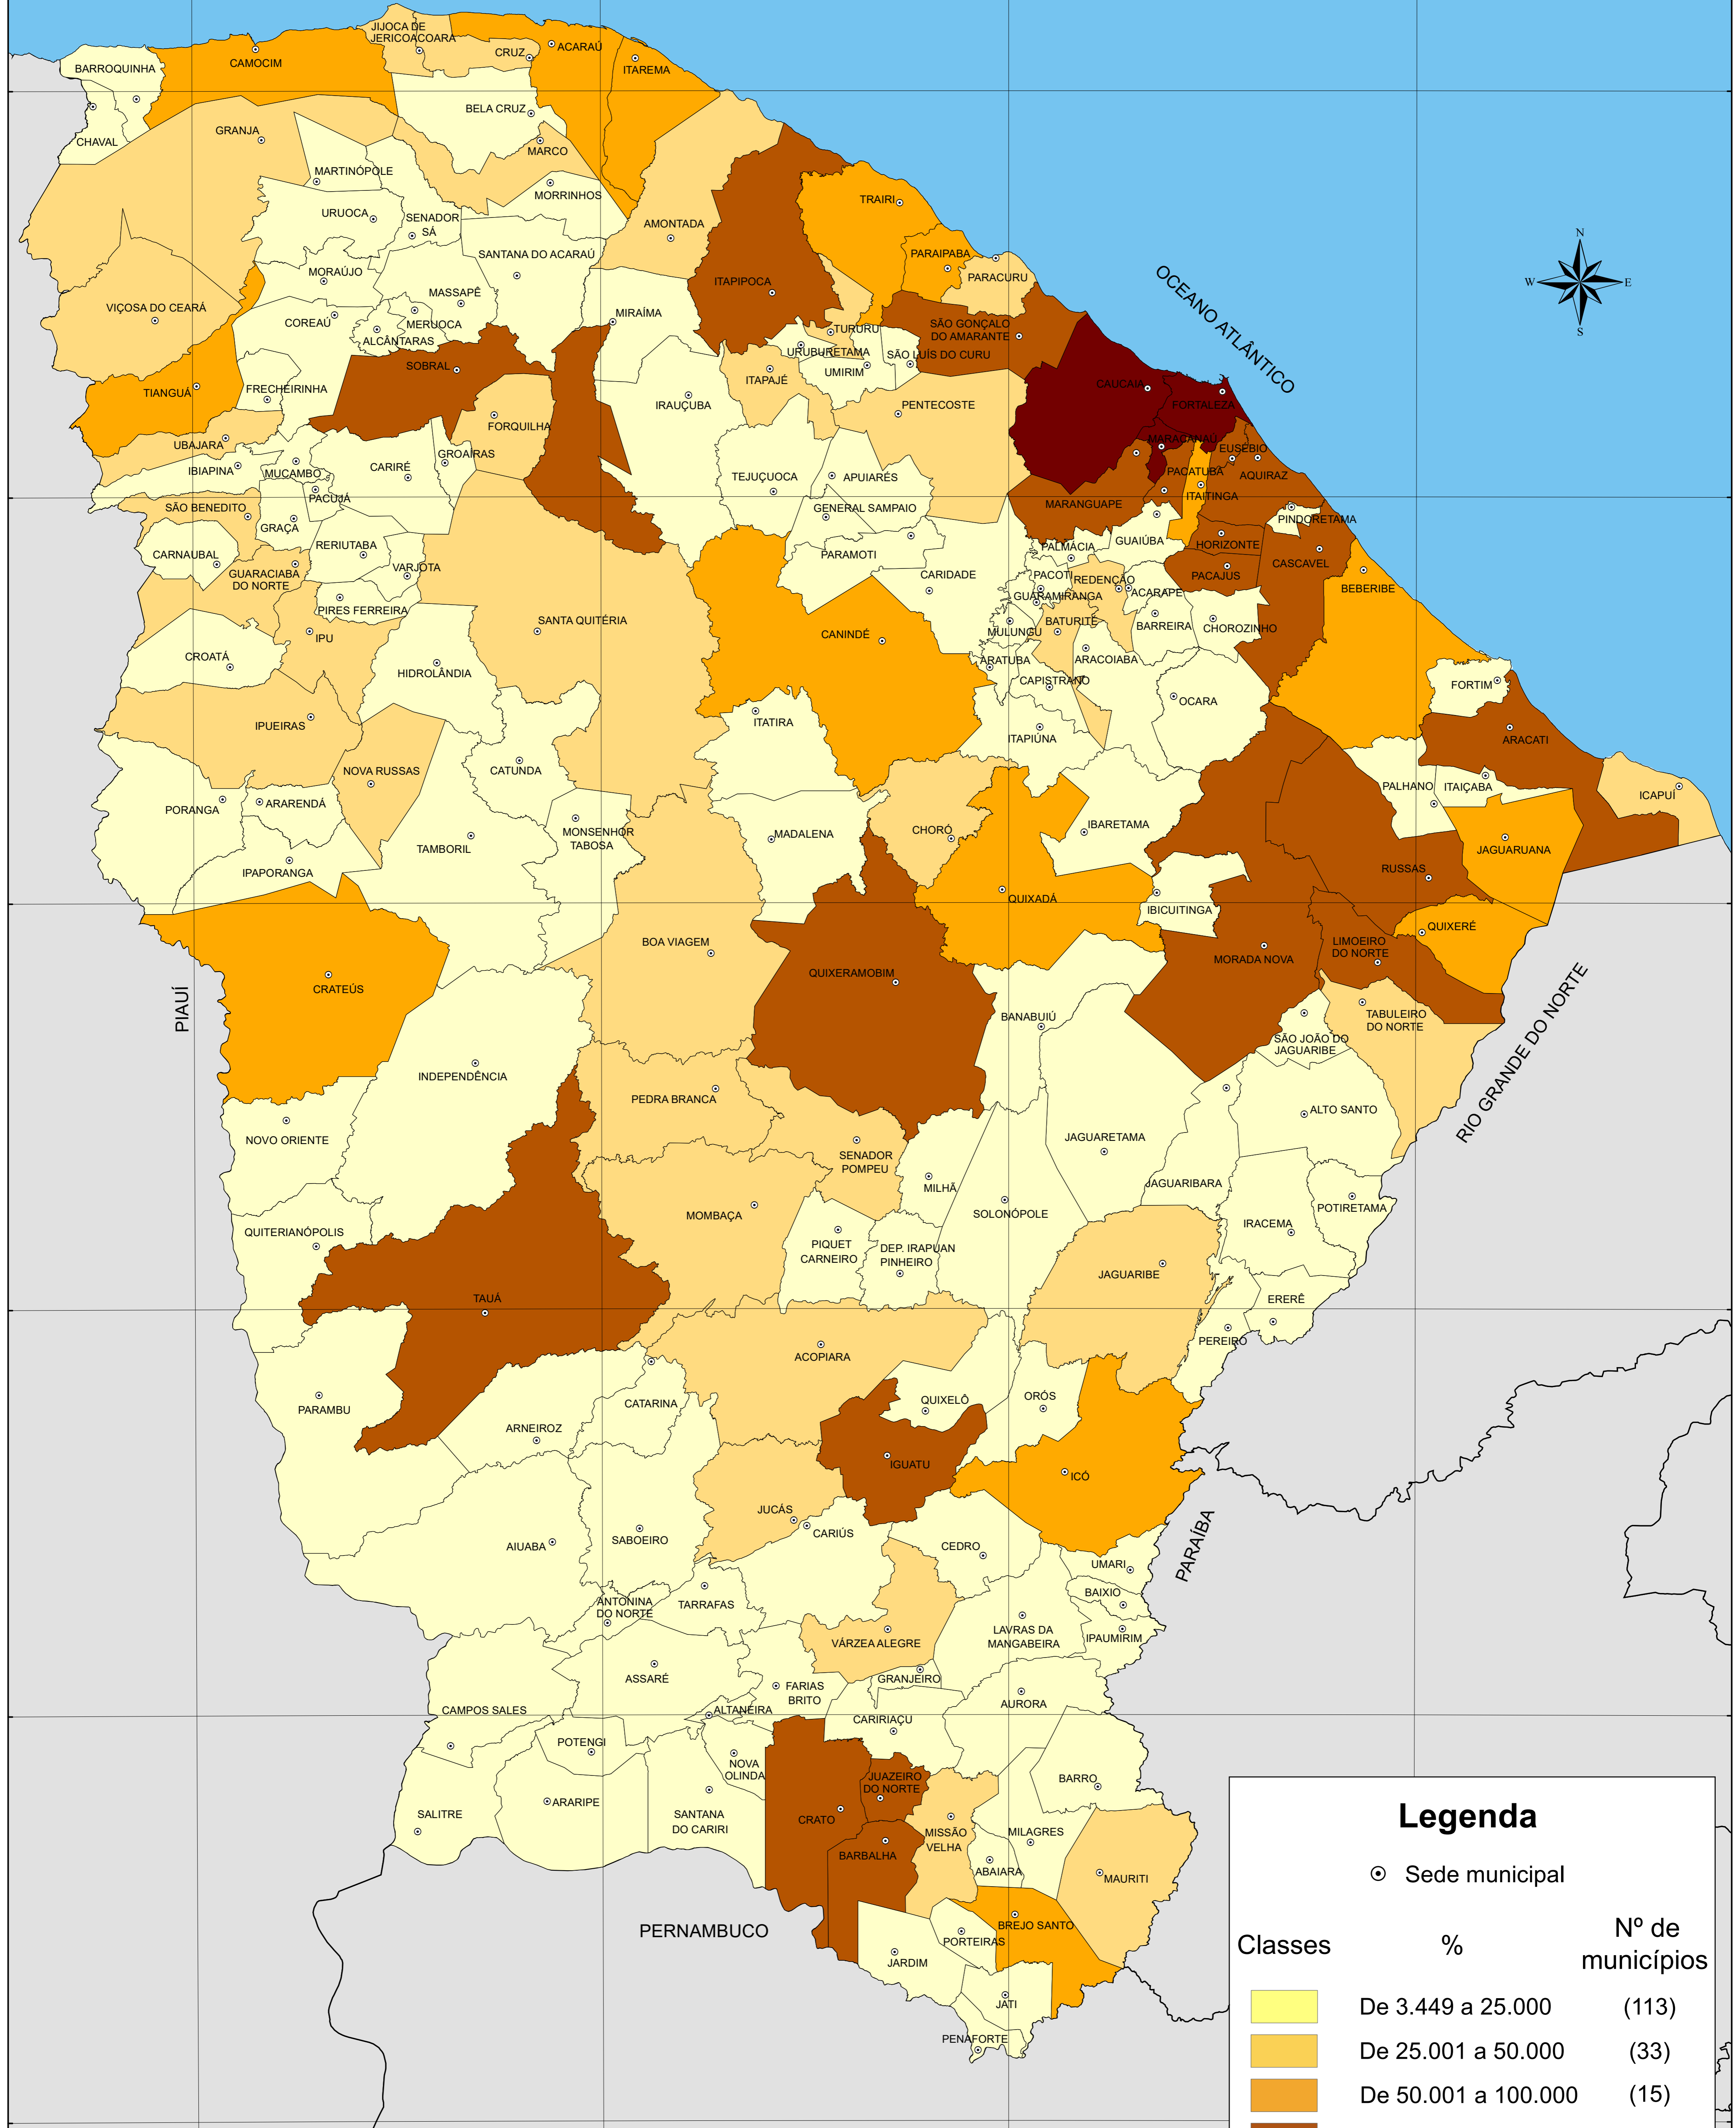 JIJOCA DE
JERICOACOARA
CRUZ
ACARAÚ
ITAREMA
BARROQUINHA
CAMOCIM
BELA CRUZ
CHAVAL
GRANJA
MARCO
MARTINÓPOLE
MORRINHOS
URUOCA
SENADOR
SÁ
AMONTADA
TRAIRI
SANTANA DO ACARAÚ
PARAIPABA
PARACURU
MORAÚJO
ITAPIPOCA
OCEANO ATLÂNTICO
N
W
E
S
VIÇOSA DO CEARÁ
MASSAPÊ
MIRAÍMA
COREAÚ
MERUOCA
ALCÂNTARAS
TURURU
SÃO GONÇALO
DO AMARANTE
URUBURETAMA
SÃO LUÍS DO CURU
SOBRAL
UMIRIM
ITAPAJÉ
CAUCAIA
FORTALEZA
TIANGUÁ
FRECHEIRINHA
IRAUÇUBA
PENTECOSTE
FORQUILHA
UBAJARA
MARACANAÚ
EUSÉBIO
GROAÍRAS
IBIAPINA
MUCAMBO
CARIRÉ
TEJUÇUOCA
APUIARÉS
PACATUBA
AQUIRAZ
PACUJÁ
ITAITINGA
SÃO BENEDITO
GENERAL SAMPAIO
MARANGUAPE
PINDORETAMA
GRAÇA
CARNAUBAL
RERIUTABA
PARAMOTI
PALMÁCIA
GUAIÚBA
HORIZONTE
CASCAVEL
GUARACIABA
DO NORTE
VARJOTA
CARIDADE
PACOTI
REDENÇÃO
PACAJUS
BEBERIBE
PIRES FERREIRA
GUARAMIRANGA
ACARAPE
SANTA QUITÉRIA
CANINDÉ
MULUNGU
BATURITÉ
BARREIRA
CHOROZINHO
IPU
CROATÁ
HIDROLÂNDIA
ARATUBA
ARACOIABA
CAPISTRANO
FORTIM
OCARA
IPUEIRAS
ITATIRA
ITAPIÚNA
ARACATI
NOVA RUSSAS
CATUNDA
PORANGA
ARARENDÁ
PALHANO
ITAIÇABA
ICAPUÍ
MONSENHOR
TABOSA
MADALENA
CHORÓ
IBARETAMA
TAMBORIL
JAGUARUANA
IPAPORANGA
RUSSAS
QUIXADÁ
IBICUITINGA
QUIXERÉ
BOA VIAGEM
LIMOEIRO
DO NORTE
MORADA NOVA
QUIXERAMOBIM
CRATEÚS
PIAUÍ
BANABUIÚ
TABULEIRO
DO NORTE
SÃO JOÃO DO
JAGUARIBE
RIO GRANDE DO NORTE
INDEPENDÊNCIA
PEDRA BRANCA
ALTO SANTO
NOVO ORIENTE
SENADOR
POMPEU
JAGUARETAMA
MILHÃ
JAGUARIBARA
MOMBAÇA
SOLONÓPOLE
POTIRETAMA
IRACEMA
QUITERIANÓPOLIS
PIQUET
CARNEIRO
DEP. IRAPUAN
PINHEIRO
JAGUARIBE
TAUÁ
ERERÊ
PEREIRO
ACOPIARA
PARAMBU
CATARINA
QUIXELÔ
ORÓS
ARNEIROZ
IGUATU
ICÓ
JUCÁS
CARIÚS
AIUABA
SABOEIRO
CEDRO
PARAÍBA
UMARI
BAIXIO
ANTONINA
DO NORTE
TARRAFAS
VÁRZEA ALEGRE
LAVRAS DA
MANGABEIRA
IPAUMIRIM
ASSARÉ
GRANJEIRO
FARIAS
BRITO
AURORA
CAMPOS SALES
ALTANEIRA
CARIRIAÇU
POTENGI
NOVA
OLINDA
JUAZEIRO
DO NORTE
BARRO
SALITRE
ARARIPE
SANTANA
DO CARIRI
CRATO
MISSÃO
VELHA
MILAGRES
BARBALHA
ABAIARA
MAURITI
PERNAMBUCO
BREJO SANTO
PORTEIRAS
JARDIM
JATI
PENAFORTE
Legenda
Sede municipal
Classes
%
Nº de
municípios
De 3.449 a 25.000
(113)
De 25.001 a 50.000
(33)
De 50.001 a 100.000
(15)